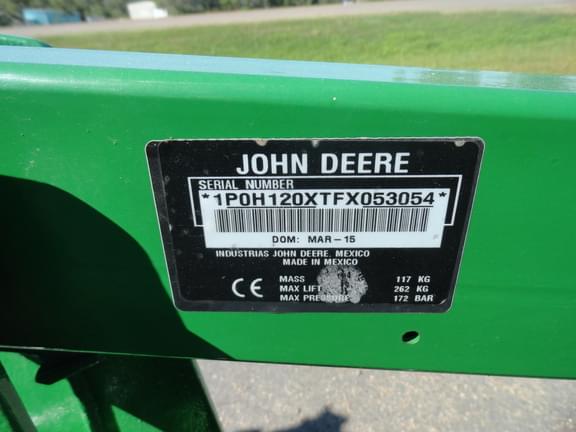 JOHN DEERE
SERIAL NUMBER
*1P0H120XTFX053054*
DOM: MAR-15
INDUSTRIAS JOHN DEERE, MEXICO
MADE IN MEXICO
CE
MASS 117 KG
MAX LIFT 262 KG
MAX PRESSURE 172 BAR